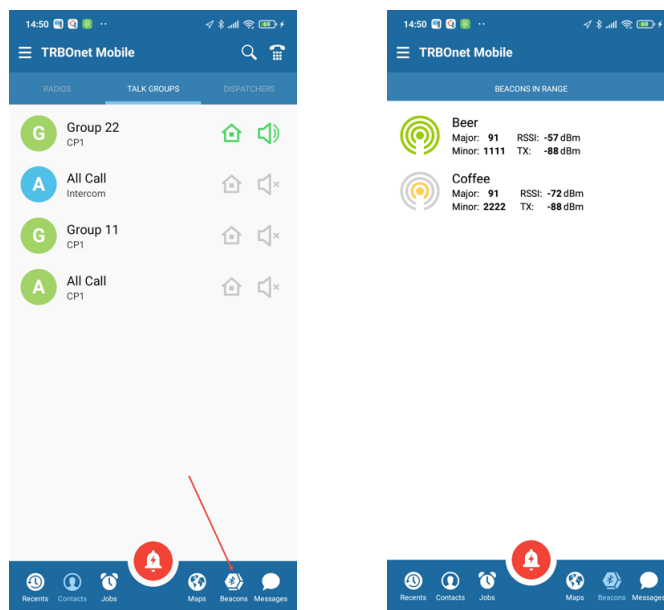 14:50
69
TRBOnet Mobile
RADIOS TALK GROUPS DISPATCHERS
G
Group 22
CP1
A
All Call
Intercom
G
Group 11
CP1
A
All Call
CP1
Recents Contacts Jobs Maps Beacons Messages
14:50
69
TRBOnet Mobile
BEACONS IN RANGE
Beer
Major: 91 RSSI: -57 dBm
Minor: 1111 TX: -88 dBm
Coffee
Major: 91 RSSI: -72 dBm
Minor: 2222 TX: -88 dBm
Recents Contacts Jobs Maps Beacons Messages